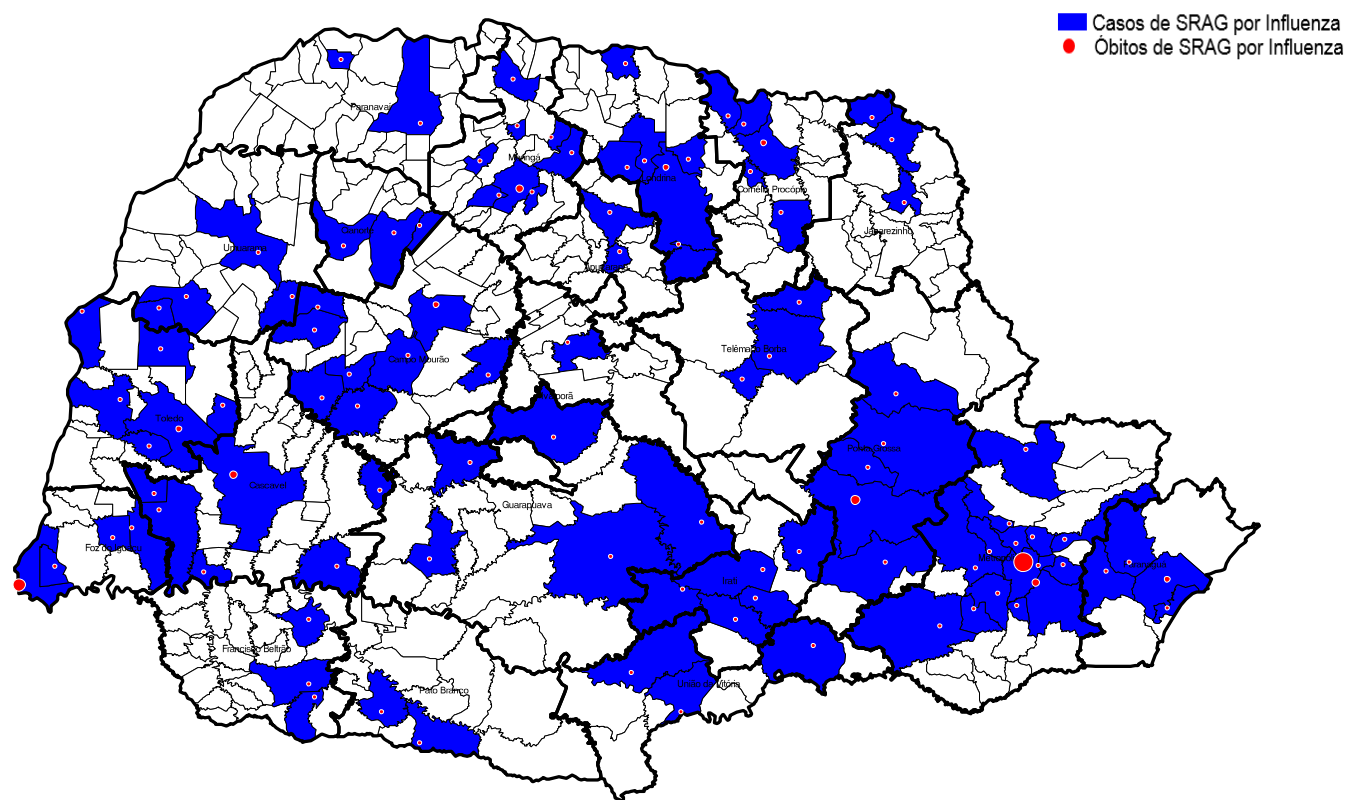 Casos de SRAG por Influenza
Óbitos de SRAG por Influenza
Paranavaí
Maringá
Londrina
Cornélio Procópio
Jacarezinho
Cianorte
Umuarama
Telêmaco Borba
Campo Mourão
Ivaiporã
Toledo
Ponta Grossa
Cascavel
Guarapuava
Foz do Iguaçu
Paranaguá
Irati
Francisco Beltrão
Pato Branco
União da Vitória